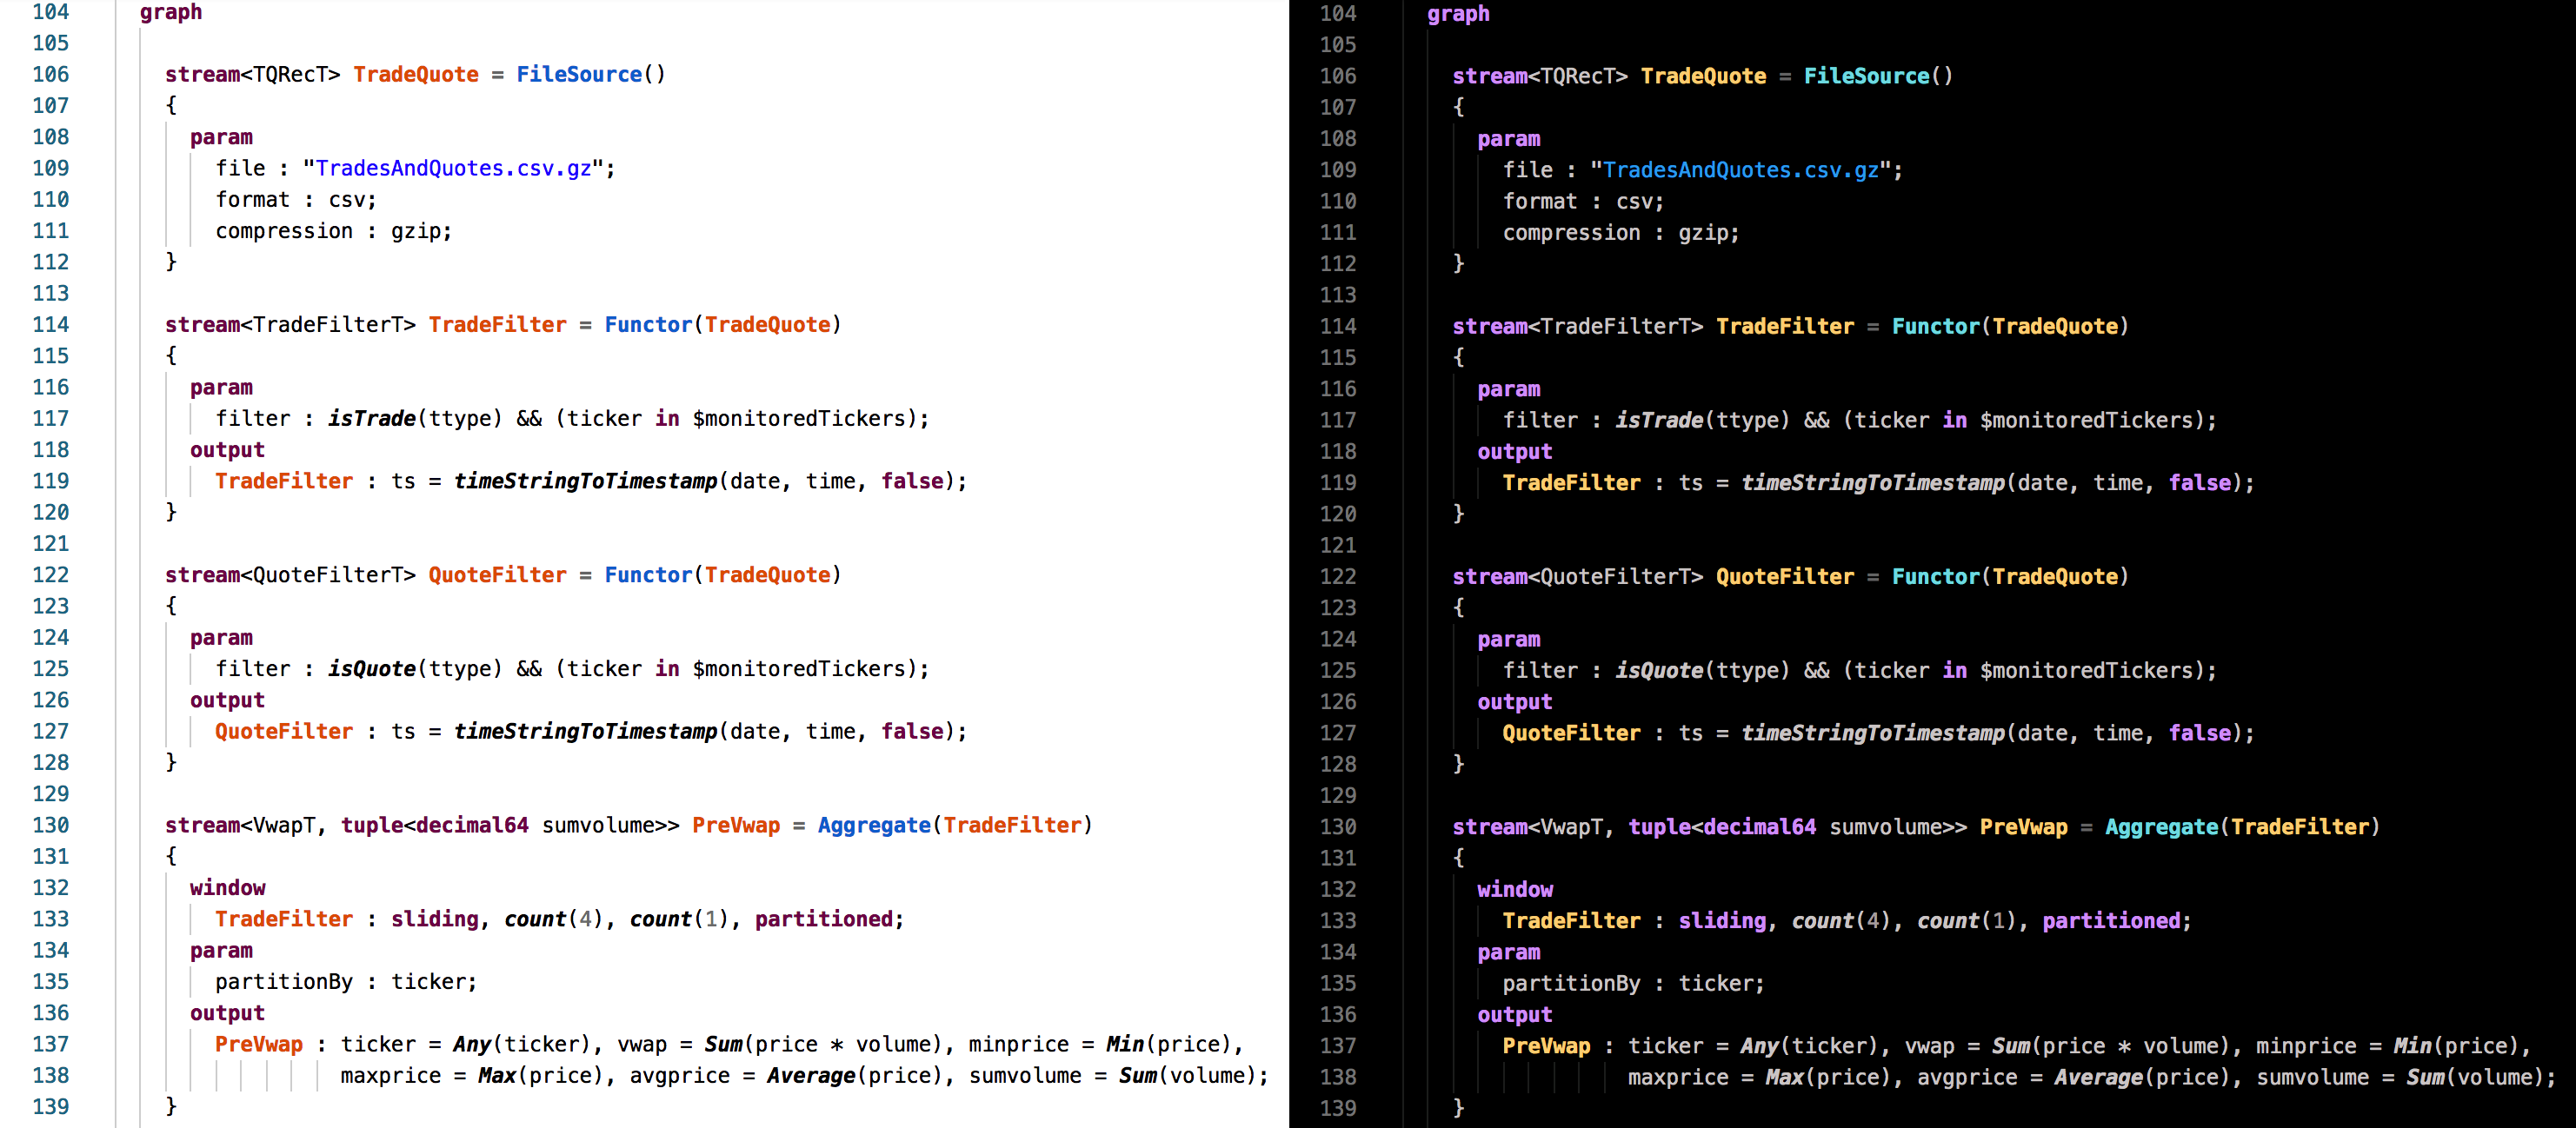 104 graph
105
106 stream<TQRecT> TradeQuote = FileSource()
107 {
108 param
109 file : "TradesAndQuotes.csv.gz";
110 format : csv;
111 compression : gzip;
112 }
113
114 stream<TradeFilterT> TradeFilter = Functor(TradeQuote)
115 {
116 param
117 filter : isTrade(ttype) && (ticker in $monitoredTickers);
118 output
119 TradeFilter : ts = timeStringToTimestamp(date, time, false);
120 }
121
122 stream<QuoteFilterT> QuoteFilter = Functor(TradeQuote)
123 {
124 param
125 filter : isQuote(ttype) && (ticker in $monitoredTickers);
126 output
127 QuoteFilter : ts = timeStringToTimestamp(date, time, false);
128 }
129
130 stream<VwapT, tuple<decimal64 sumvolume>> PreVwap = Aggregate(TradeFilter)
131 {
132 window
133 TradeFilter : sliding, count(4), count(1), partitioned;
134 param
135 partitionBy : ticker;
136 output
137 PreVwap : ticker = Any(ticker), vwap = Sum(price * volume), minprice = Min(price),
138 maxprice = Max(price), avgprice = Average(price), sumvolume = Sum(volume);
139 }
104 graph
105
106 stream<TQRecT> TradeQuote = FileSource()
107 {
108 param
109 file : "TradesAndQuotes.csv.gz";
110 format : csv;
111 compression : gzip;
112 }
113
114 stream<TradeFilterT> TradeFilter = Functor(TradeQuote)
115 {
116 param
117 filter : isTrade(ttype) && (ticker in $monitoredTickers);
118 output
119 TradeFilter : ts = timeStringToTimestamp(date, time, false);
120 }
121
122 stream<QuoteFilterT> QuoteFilter = Functor(TradeQuote)
123 {
124 param
125 filter : isQuote(ttype) && (ticker in $monitoredTickers);
126 output
127 QuoteFilter : ts = timeStringToTimestamp(date, time, false);
128 }
129
130 stream<VwapT, tuple<decimal64 sumvolume>> PreVwap = Aggregate(TradeFilter)
131 {
132 window
133 TradeFilter : sliding, count(4), count(1), partitioned;
134 param
135 partitionBy : ticker;
136 output
137 PreVwap : ticker = Any(ticker), vwap = Sum(price * volume), minprice = Min(price),
138 maxprice = Max(price), avgprice = Average(price), sumvolume = Sum(volume);
139 }